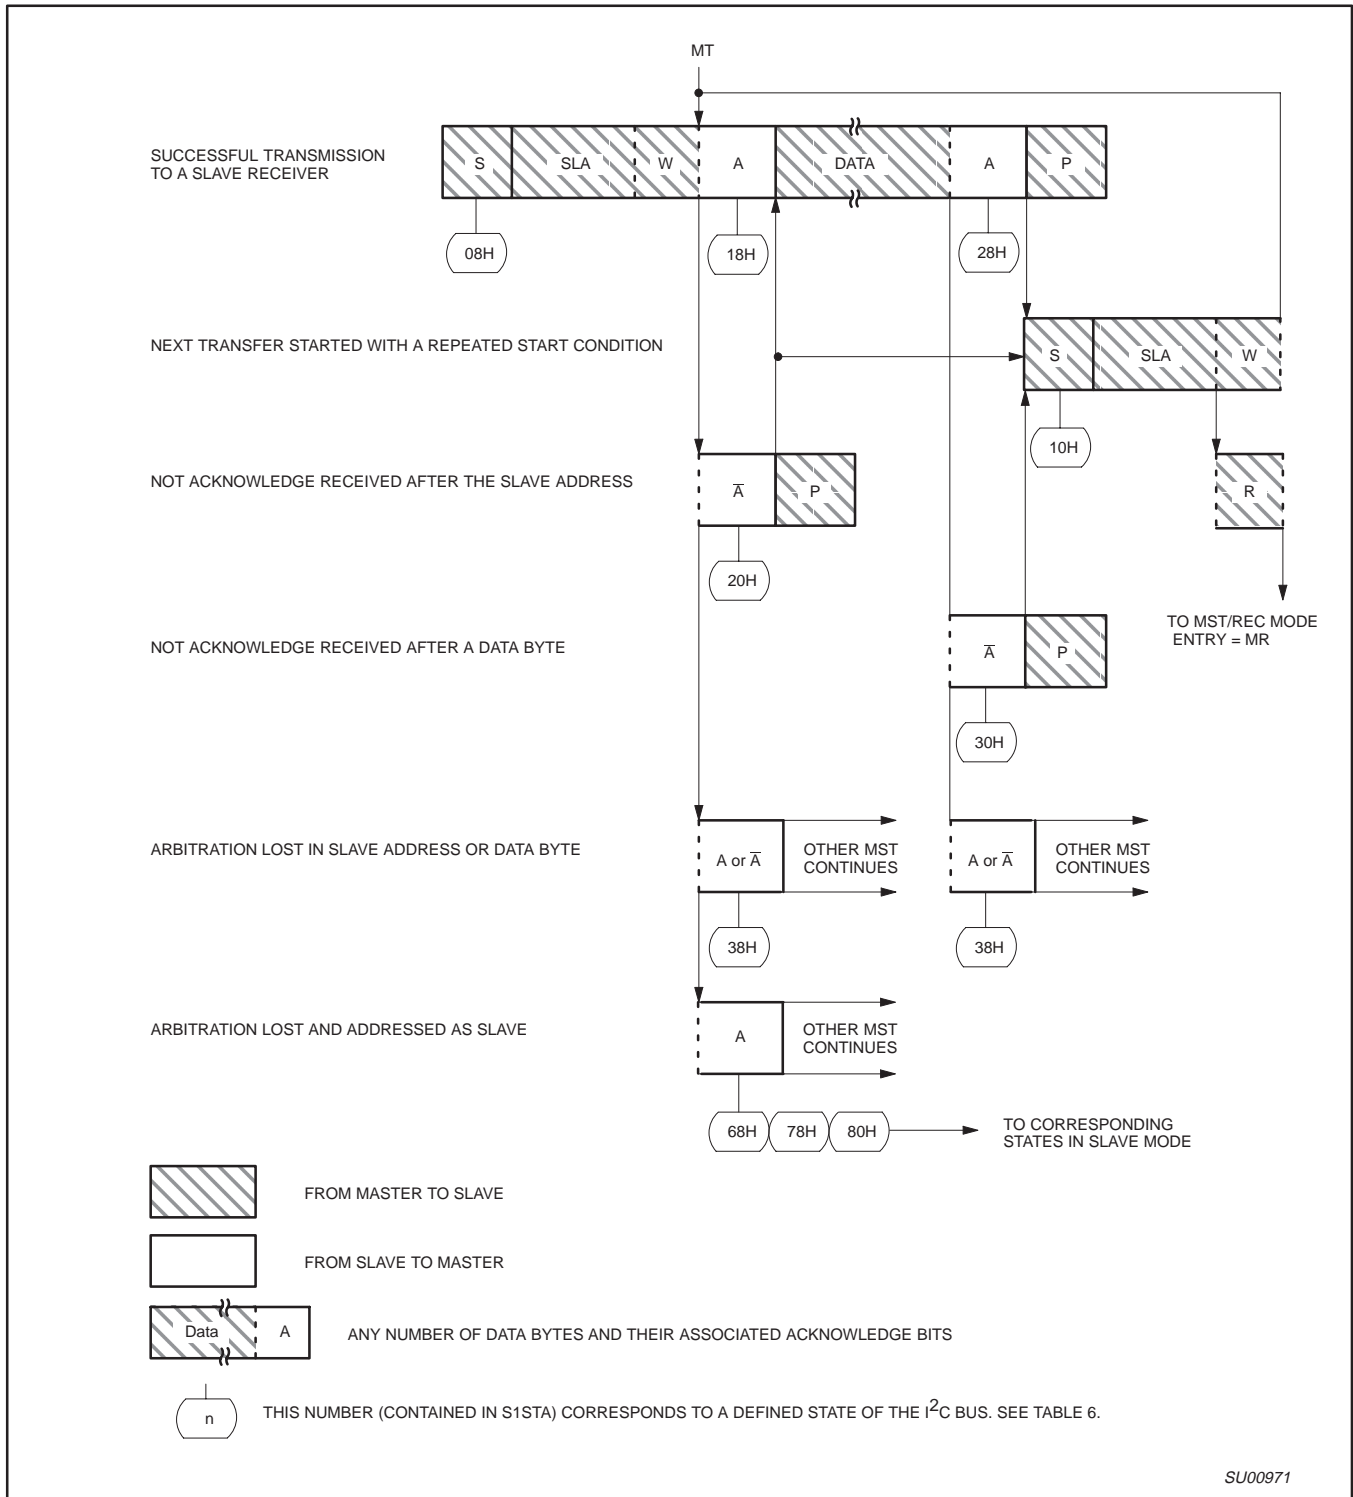 MT
SUCCESSFUL TRANSMISSION
TO A SLAVE RECEIVER
S SLA W A DATA A P
08H 18H 28H
NEXT TRANSFER STARTED WITH A REPEATED START CONDITION
S SLA W
10H
NOT ACKNOWLEDGE RECEIVED AFTER THE SLAVE ADDRESS
A̅ P R
20H
TO MST/REC MODE
ENTRY = MR
NOT ACKNOWLEDGE RECEIVED AFTER A DATA BYTE
A̅ P
30H
ARBITRATION LOST IN SLAVE ADDRESS OR DATA BYTE
A or A̅
OTHER MST
CONTINUES
A or A̅
OTHER MST
CONTINUES
38H 38H
ARBITRATION LOST AND ADDRESSED AS SLAVE
A
OTHER MST
CONTINUES
68H 78H 80H
TO CORRESPONDING
STATES IN SLAVE MODE
FROM MASTER TO SLAVE
FROM SLAVE TO MASTER
Data A
ANY NUMBER OF DATA BYTES AND THEIR ASSOCIATED ACKNOWLEDGE BITS
n
THIS NUMBER (CONTAINED IN S1STA) CORRESPONDS TO A DEFINED STATE OF THE I²C BUS. SEE TABLE 6.
SU00971